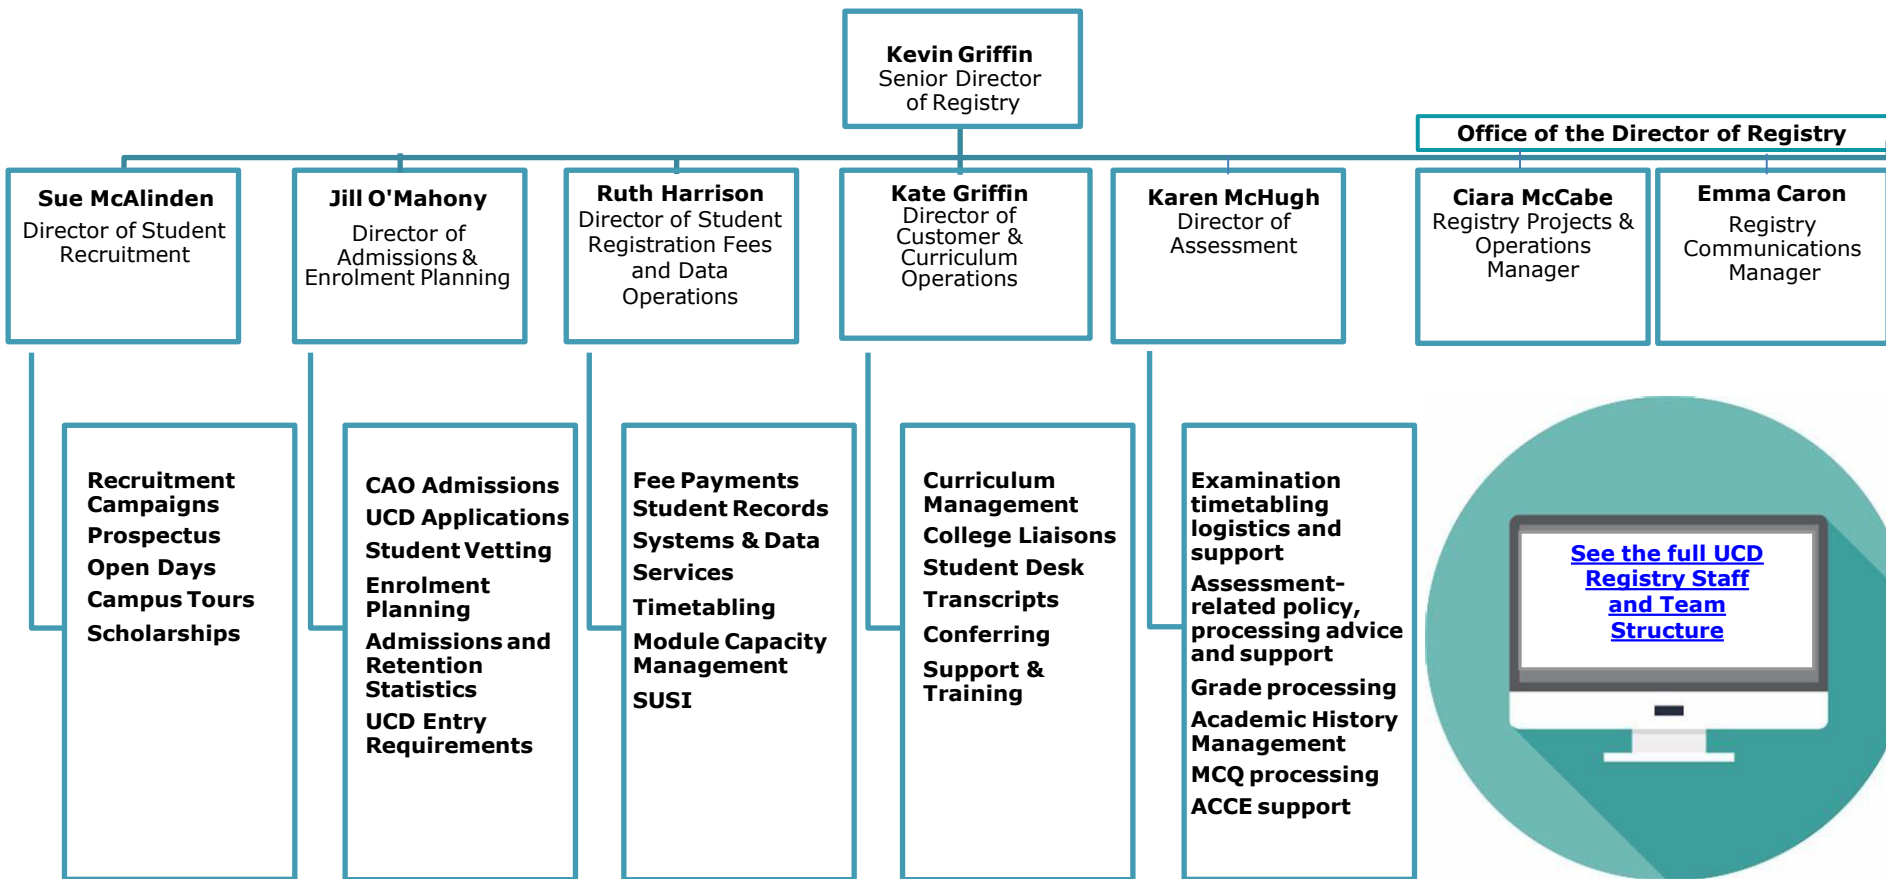 Kevin Griffin
Senior Director
of Registry
Office of the Director of Registry
Sue McAlinden
Director of Student
Recruitment
Jill O'Mahony
Director of
Admissions &
Enrolment Planning
Ruth Harrison
Director of Student
Registration Fees
and Data
Operations
Kate Griffin
Director of
Customer &
Curriculum
Operations
Karen McHugh
Director of
Assessment
Ciara McCabe
Registry Projects &
Operations
Manager
Emma Caron
Registry
Communications
Manager
Recruitment
Campaigns
Prospectus
Open Days
Campus Tours
Scholarships
CAO Admissions
UCD Applications
Student Vetting
Enrolment
Planning
Admissions and
Retention
Statistics
UCD Entry
Requirements
Fee Payments
Student Records
Systems & Data
Services
Timetabling
Module Capacity
Management
SUSI
Curriculum
Management
College Liaisons
Student Desk
Transcripts
Conferring
Support &
Training
Examination
timetabling
logistics and
support
Assessment-
related policy,
processing advice
and support
Grade processing
Academic History
Management
MCQ processing
ACCE support
See the full UCD
Registry Staff
and Team
Structure